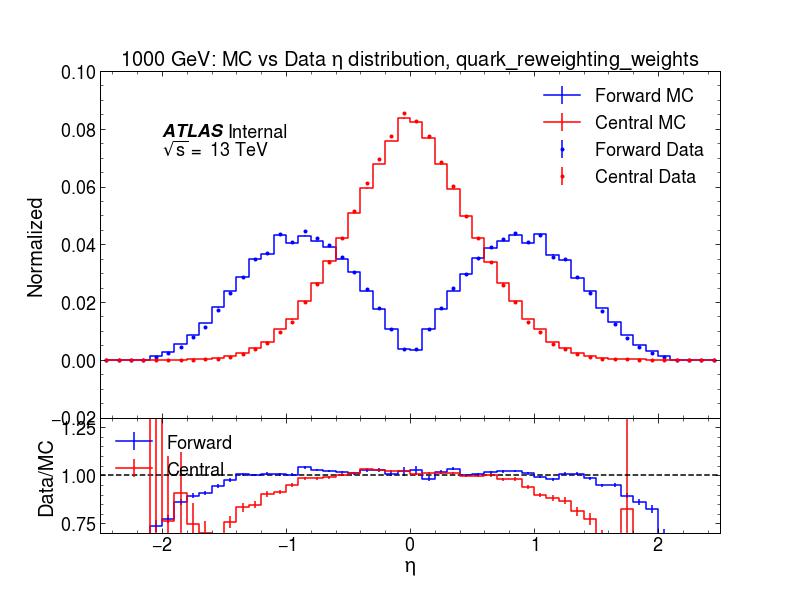 1000 GeV: MC vs Data η distribution, quark_reweighting_weights
0.10
0.08
0.06
0.04
0.02
0.00
−0.02
Normalized
ATLAS Internal
√s = 13 TeV
Forward MC
Central MC
Forward Data
Central Data
1.25
1.00
0.75
Data/MC
Forward
Central
−2 −1 0 1 2
η